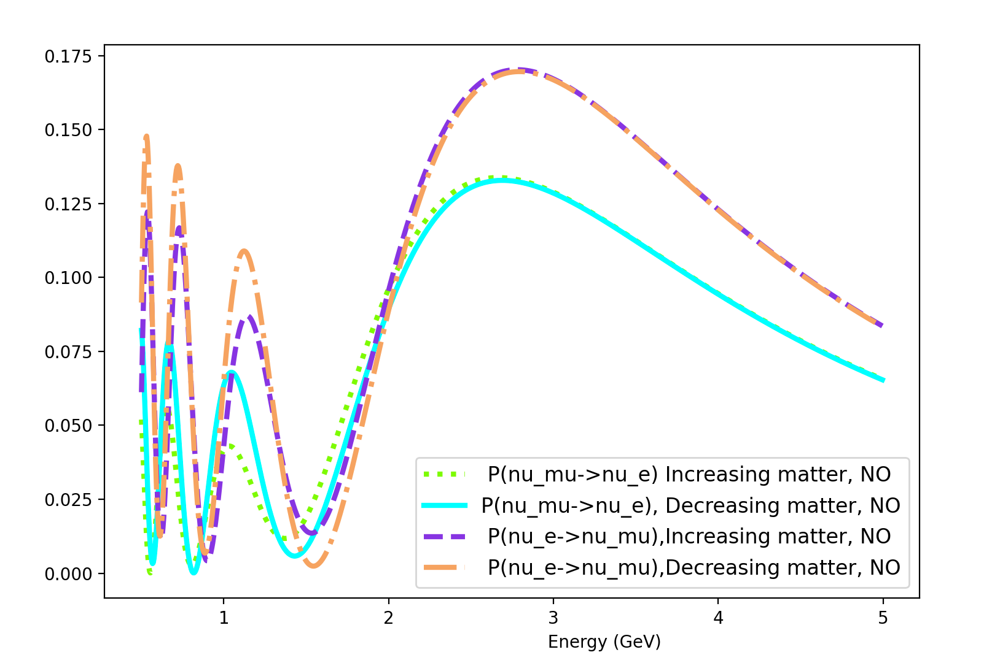 0.175
0.150
0.125
0.100
0.075
0.050
0.025
0.000
P(nu_mu->nu_e) Increasing matter, NO
P(nu_mu->nu_e), Decreasing matter, NO
P(nu_e->nu_mu),Increasing matter, NO
P(nu_e->nu_mu),Decreasing matter, NO
1 2 3 4 5
Energy (GeV)